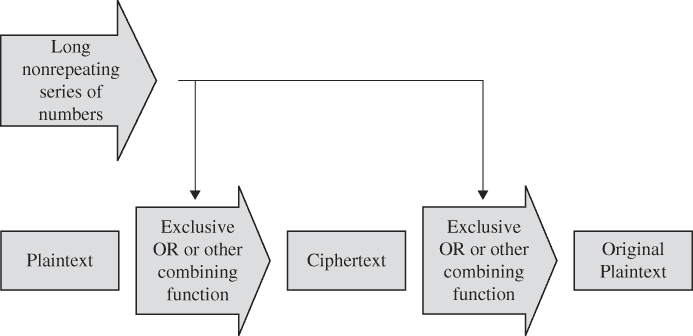 Long
nonrepeating
series of
numbers
Plaintext
Exclusive
OR or other
combining
function
Ciphertext
Exclusive
OR or other
combining
function
Original
Plaintext